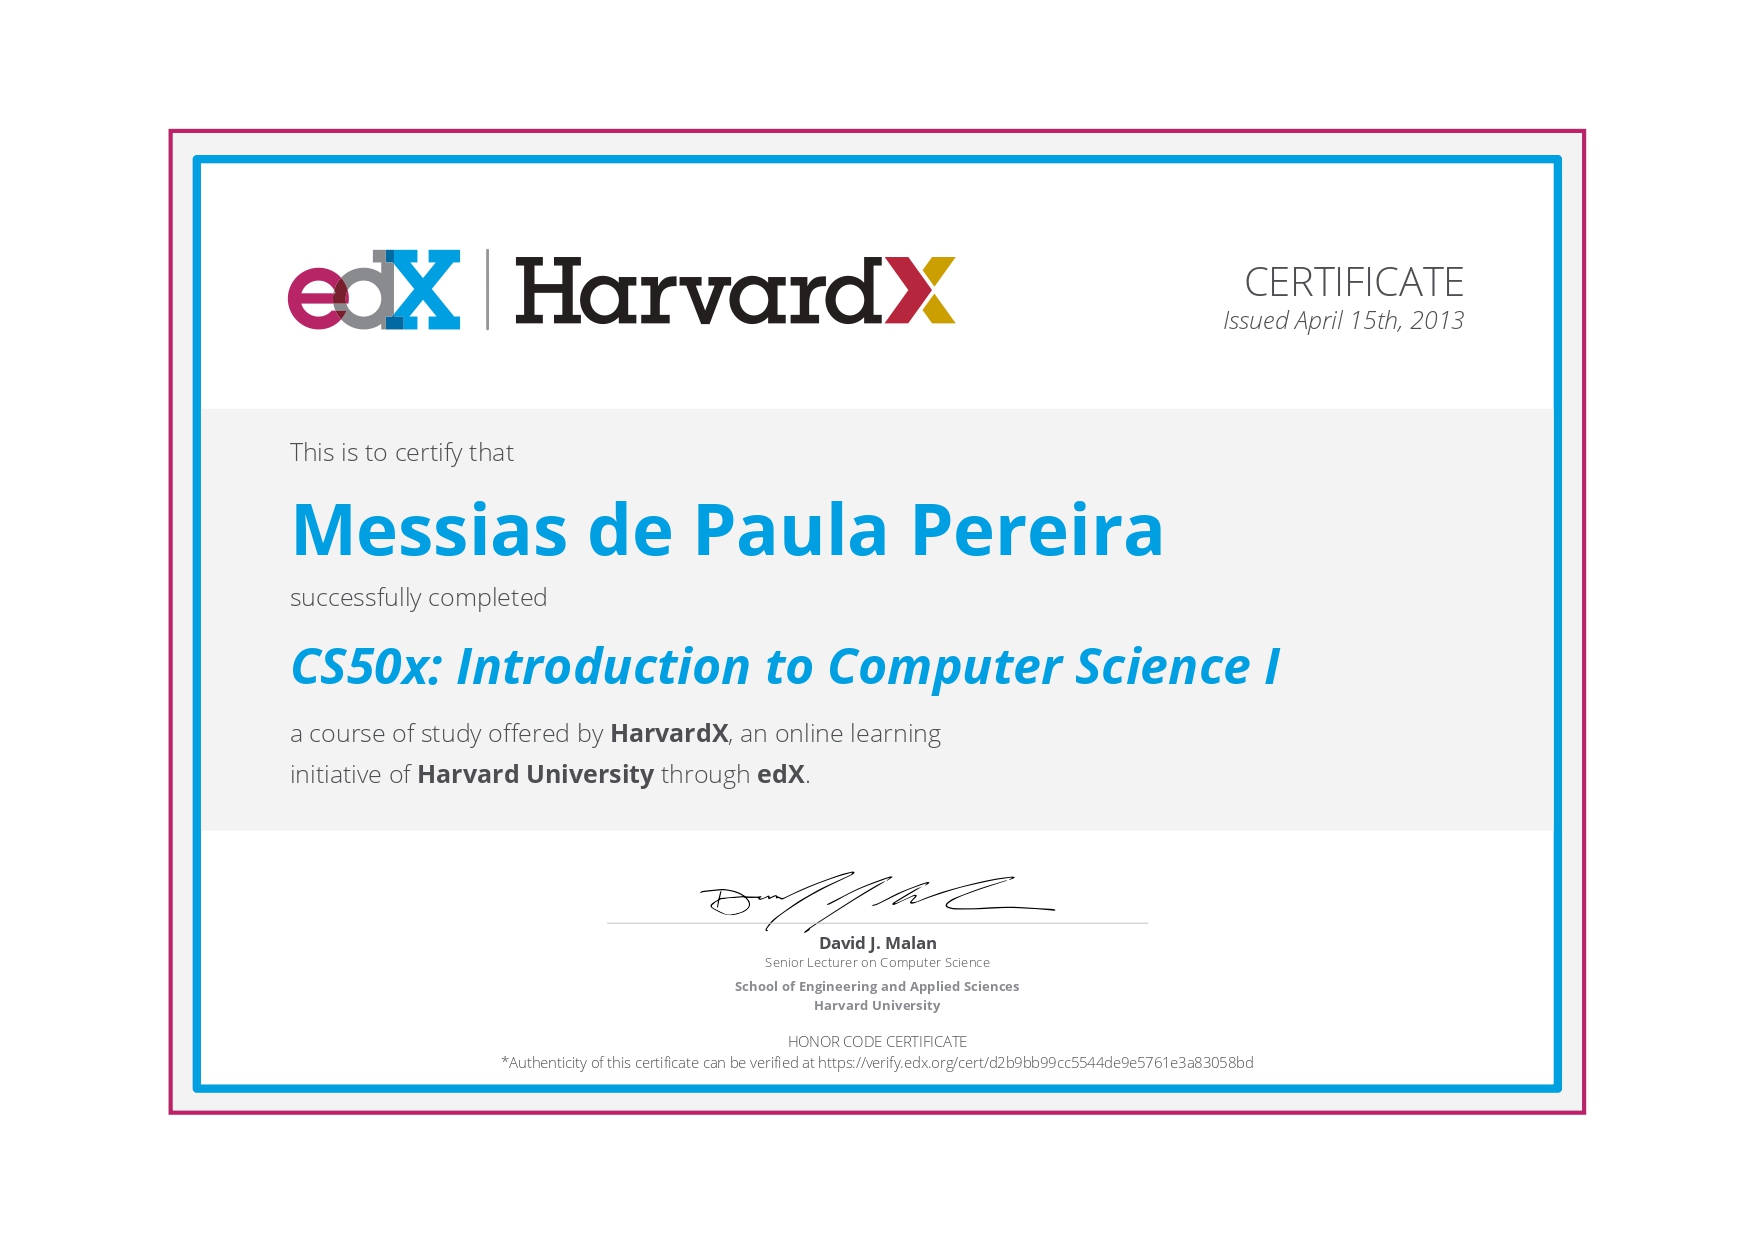 edX | HarvardX
CERTIFICATE
Issued April 15th, 2013
This is to certify that
Messias de Paula Pereira
successfully completed
CS50x: Introduction to Computer Science I
a course of study offered by HarvardX, an online learning
initiative of Harvard University through edX.
David J. Malan
Senior Lecturer on Computer Science
School of Engineering and Applied Sciences
Harvard University
HONOR CODE CERTIFICATE
*Authenticity of this certificate can be verified at https://verify.edx.org/cert/d2b9bb99cc5544de9e5761e3a83058bd